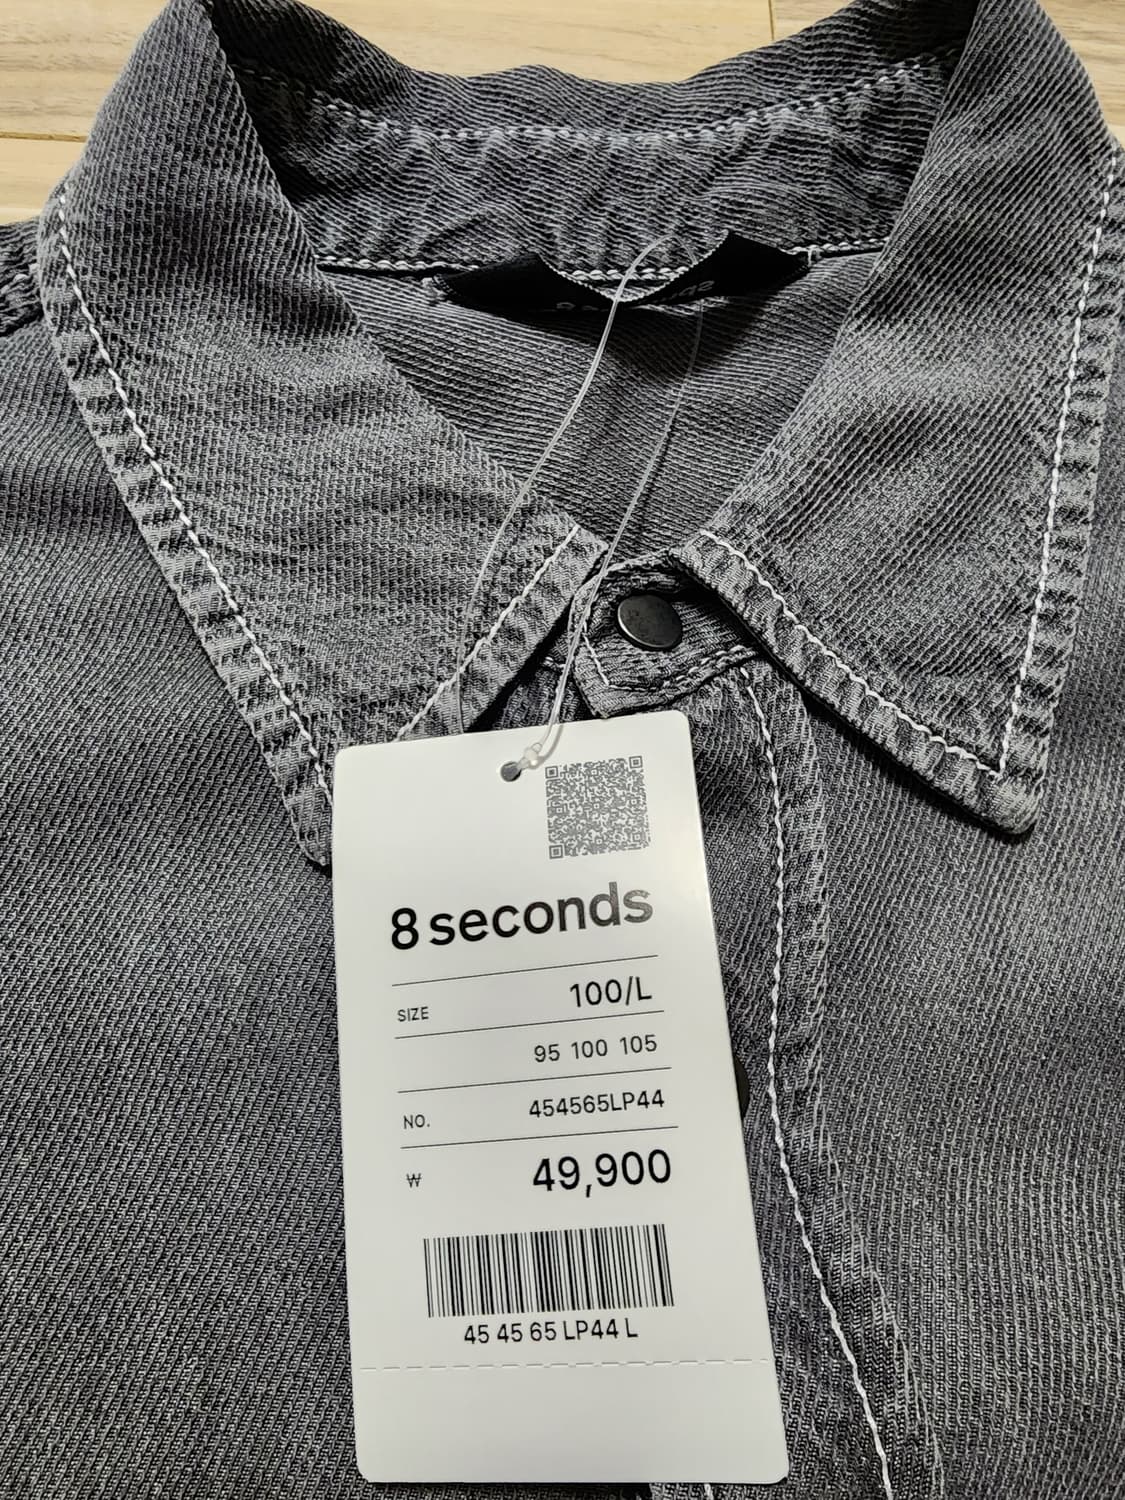 8 seconds
SIZE 100/L
95 100 105
NO. 454565LP44
₩ 49,900
45 45 65 LP44 L